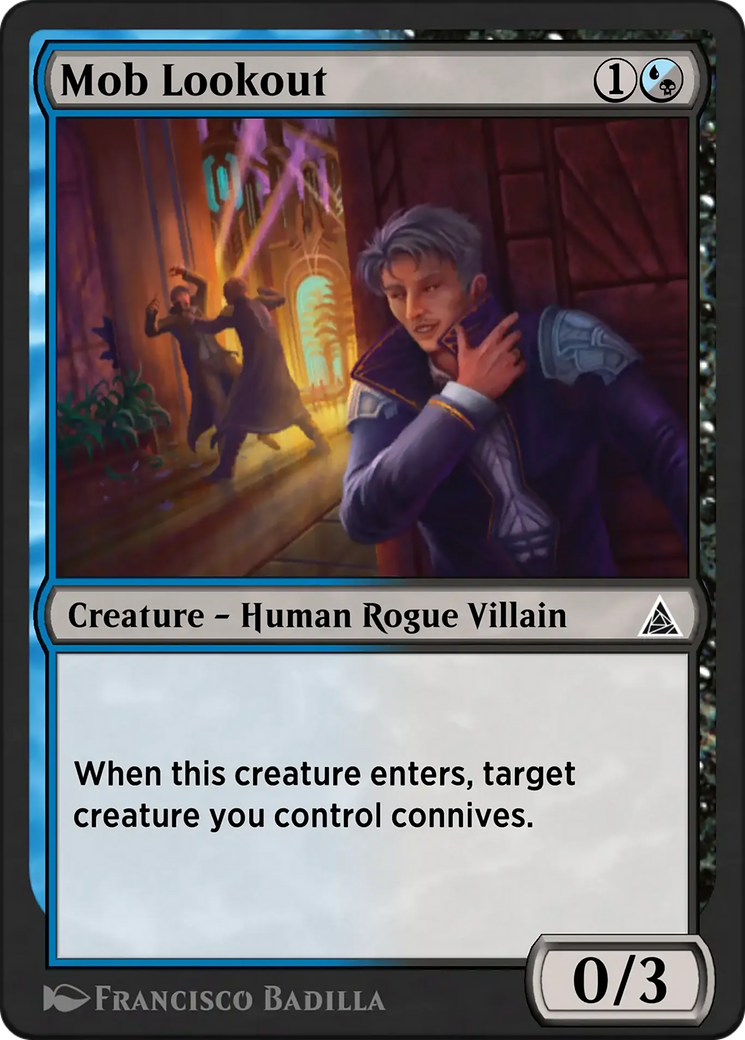 Mob Lookout
1
Creature – Human Rogue Villain
When this creature enters, target
creature you control connives.
0/3
Francisco Badilla